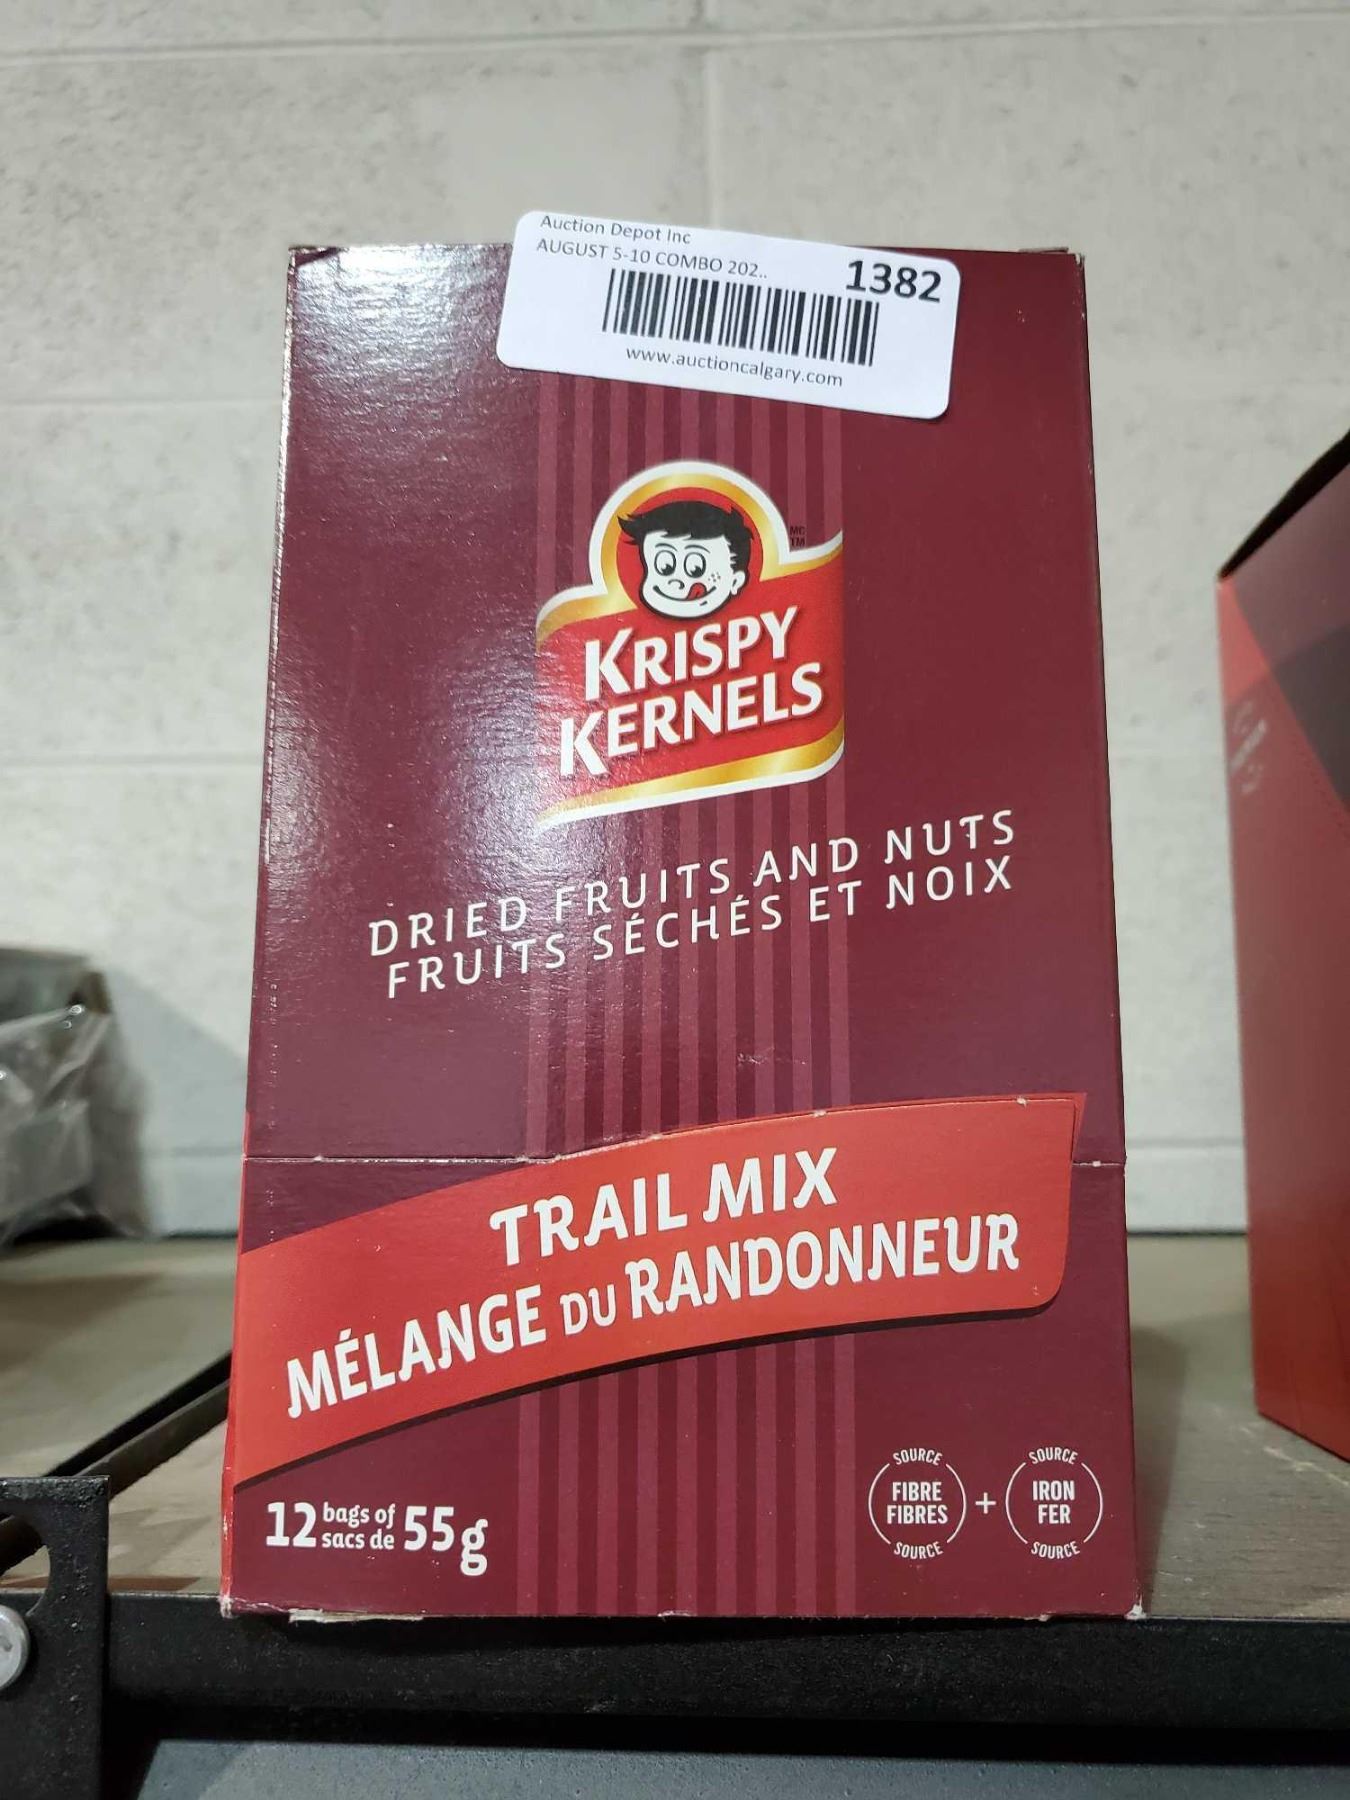 Auction Depot Inc
AUGUST 5-10 COMBO 202..
1382
www.auctioncalgary.com
MC
TM
KRISPY
KERNELS
DRIED FRUITS AND NUTS
FRUITS SÉCHÉS ET NOIX
TRAIL MIX
MÉLANGE DU RANDONNEUR
12 bags of 55g
sacs de
SOURCE
FIBRE
FIBRES
SOURCE
+
SOURCE
IRON
FER
SOURCE